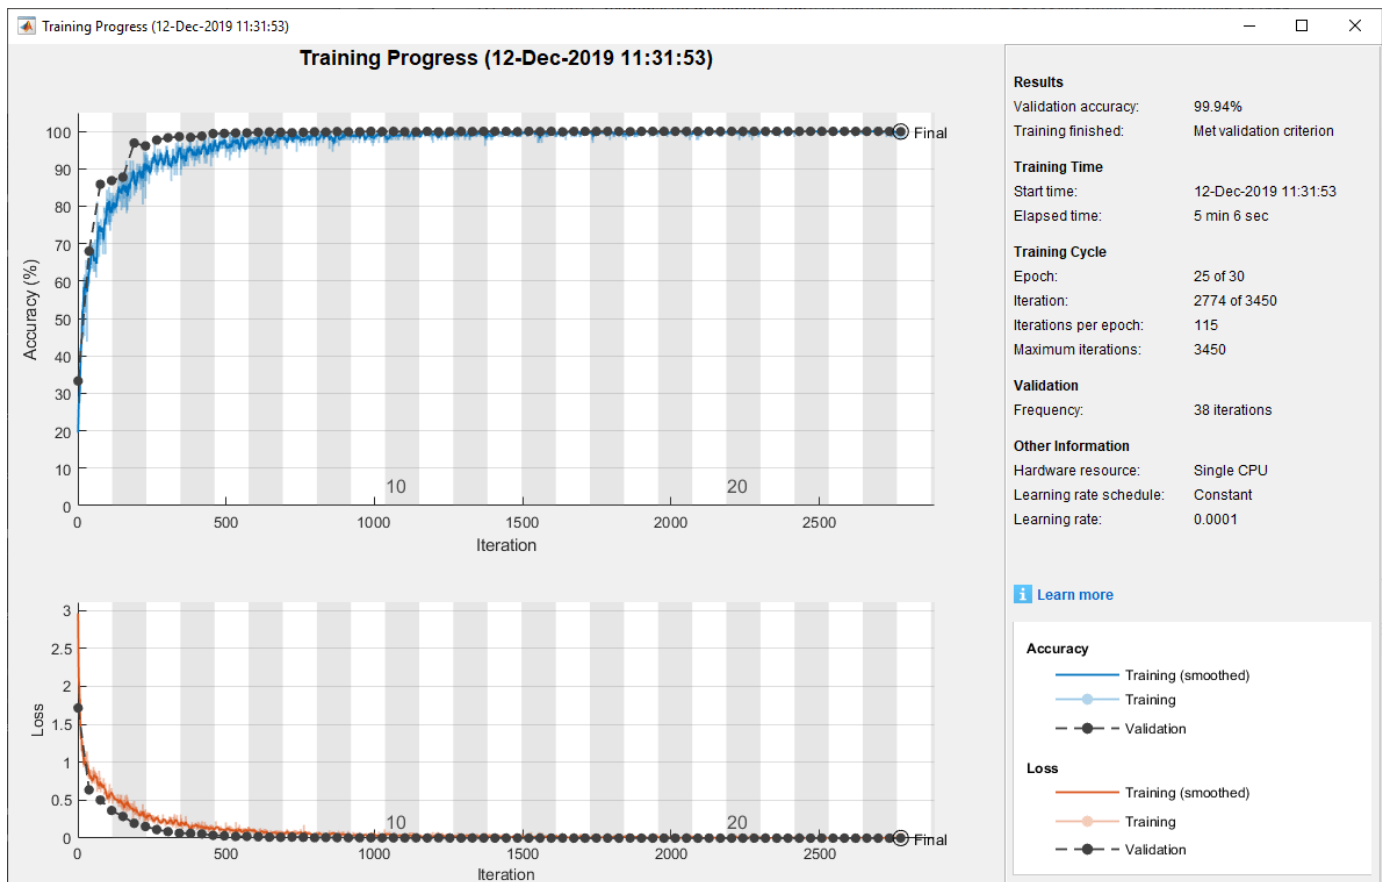 Training Progress (12-Dec-2019 11:31:53)
Training Progress (12-Dec-2019 11:31:53)
100
90
80
70
60
50
40
30
20
10
0
Accuracy (%)
Final
10
20
0
500
1000
1500
2000
2500
Iteration
3
2.5
2
1.5
1
0.5
0
Loss
Final
10
20
0
500
1000
1500
2000
2500
Iteration
Results
Validation accuracy: 99.94%
Training finished: Met validation criterion
Training Time
Start time: 12-Dec-2019 11:31:53
Elapsed time: 5 min 6 sec
Training Cycle
Epoch: 25 of 30
Iteration: 2774 of 3450
Iterations per epoch: 115
Maximum iterations: 3450
Validation
Frequency: 38 iterations
Other Information
Hardware resource: Single CPU
Learning rate schedule: Constant
Learning rate: 0.0001
i Learn more
Accuracy
Training (smoothed)
Training
Validation
Loss
Training (smoothed)
Training
Validation